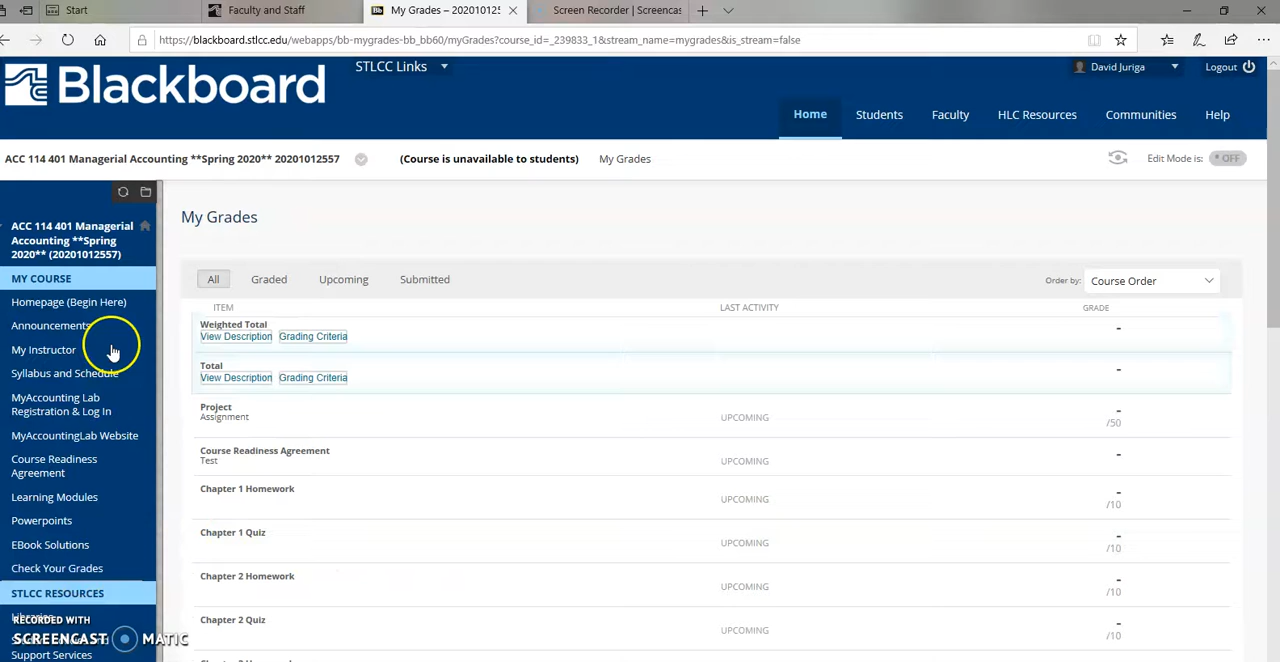 Start
Faculty and Staff
My Grades – 202010125!
Screen Recorder | Screencas
https://blackboard.stlcc.edu/webapps/bb-mygrades-bb_bb60/myGrades?course_id=_239833_1&stream_name=mygrades&is_stream=false
Blackboard
STLCC Links
David Juriga
Logout
Home
Students
Faculty
HLC Resources
Communities
Help
ACC 114 401 Managerial Accounting **Spring 2020** 20201012557
(Course is unavailable to students)
My Grades
Edit Mode is:
OFF
ACC 114 401 Managerial
Accounting **Spring
2020** (20201012557)
MY COURSE
Homepage (Begin Here)
Announcements
My Instructor
Syllabus and Schedule
MyAccounting Lab
Registration & Log In
MyAccountingLab Website
Course Readiness
Agreement
Learning Modules
Powerpoints
EBook Solutions
Check Your Grades
STLCC RESOURCES
Support Services
RECORDED WITH
SCREENCAST MATIC
My Grades
All
Graded
Upcoming
Submitted
Order by:
Course Order
ITEM
LAST ACTIVITY
GRADE
Weighted Total
View Description
Grading Criteria
-
Total
View Description
Grading Criteria
-
Project
Assignment
UPCOMING
-
/50
Course Readiness Agreement
Test
UPCOMING
-
Chapter 1 Homework
UPCOMING
-
/10
Chapter 1 Quiz
UPCOMING
-
/10
Chapter 2 Homework
UPCOMING
-
/10
Chapter 2 Quiz
UPCOMING
-
/10